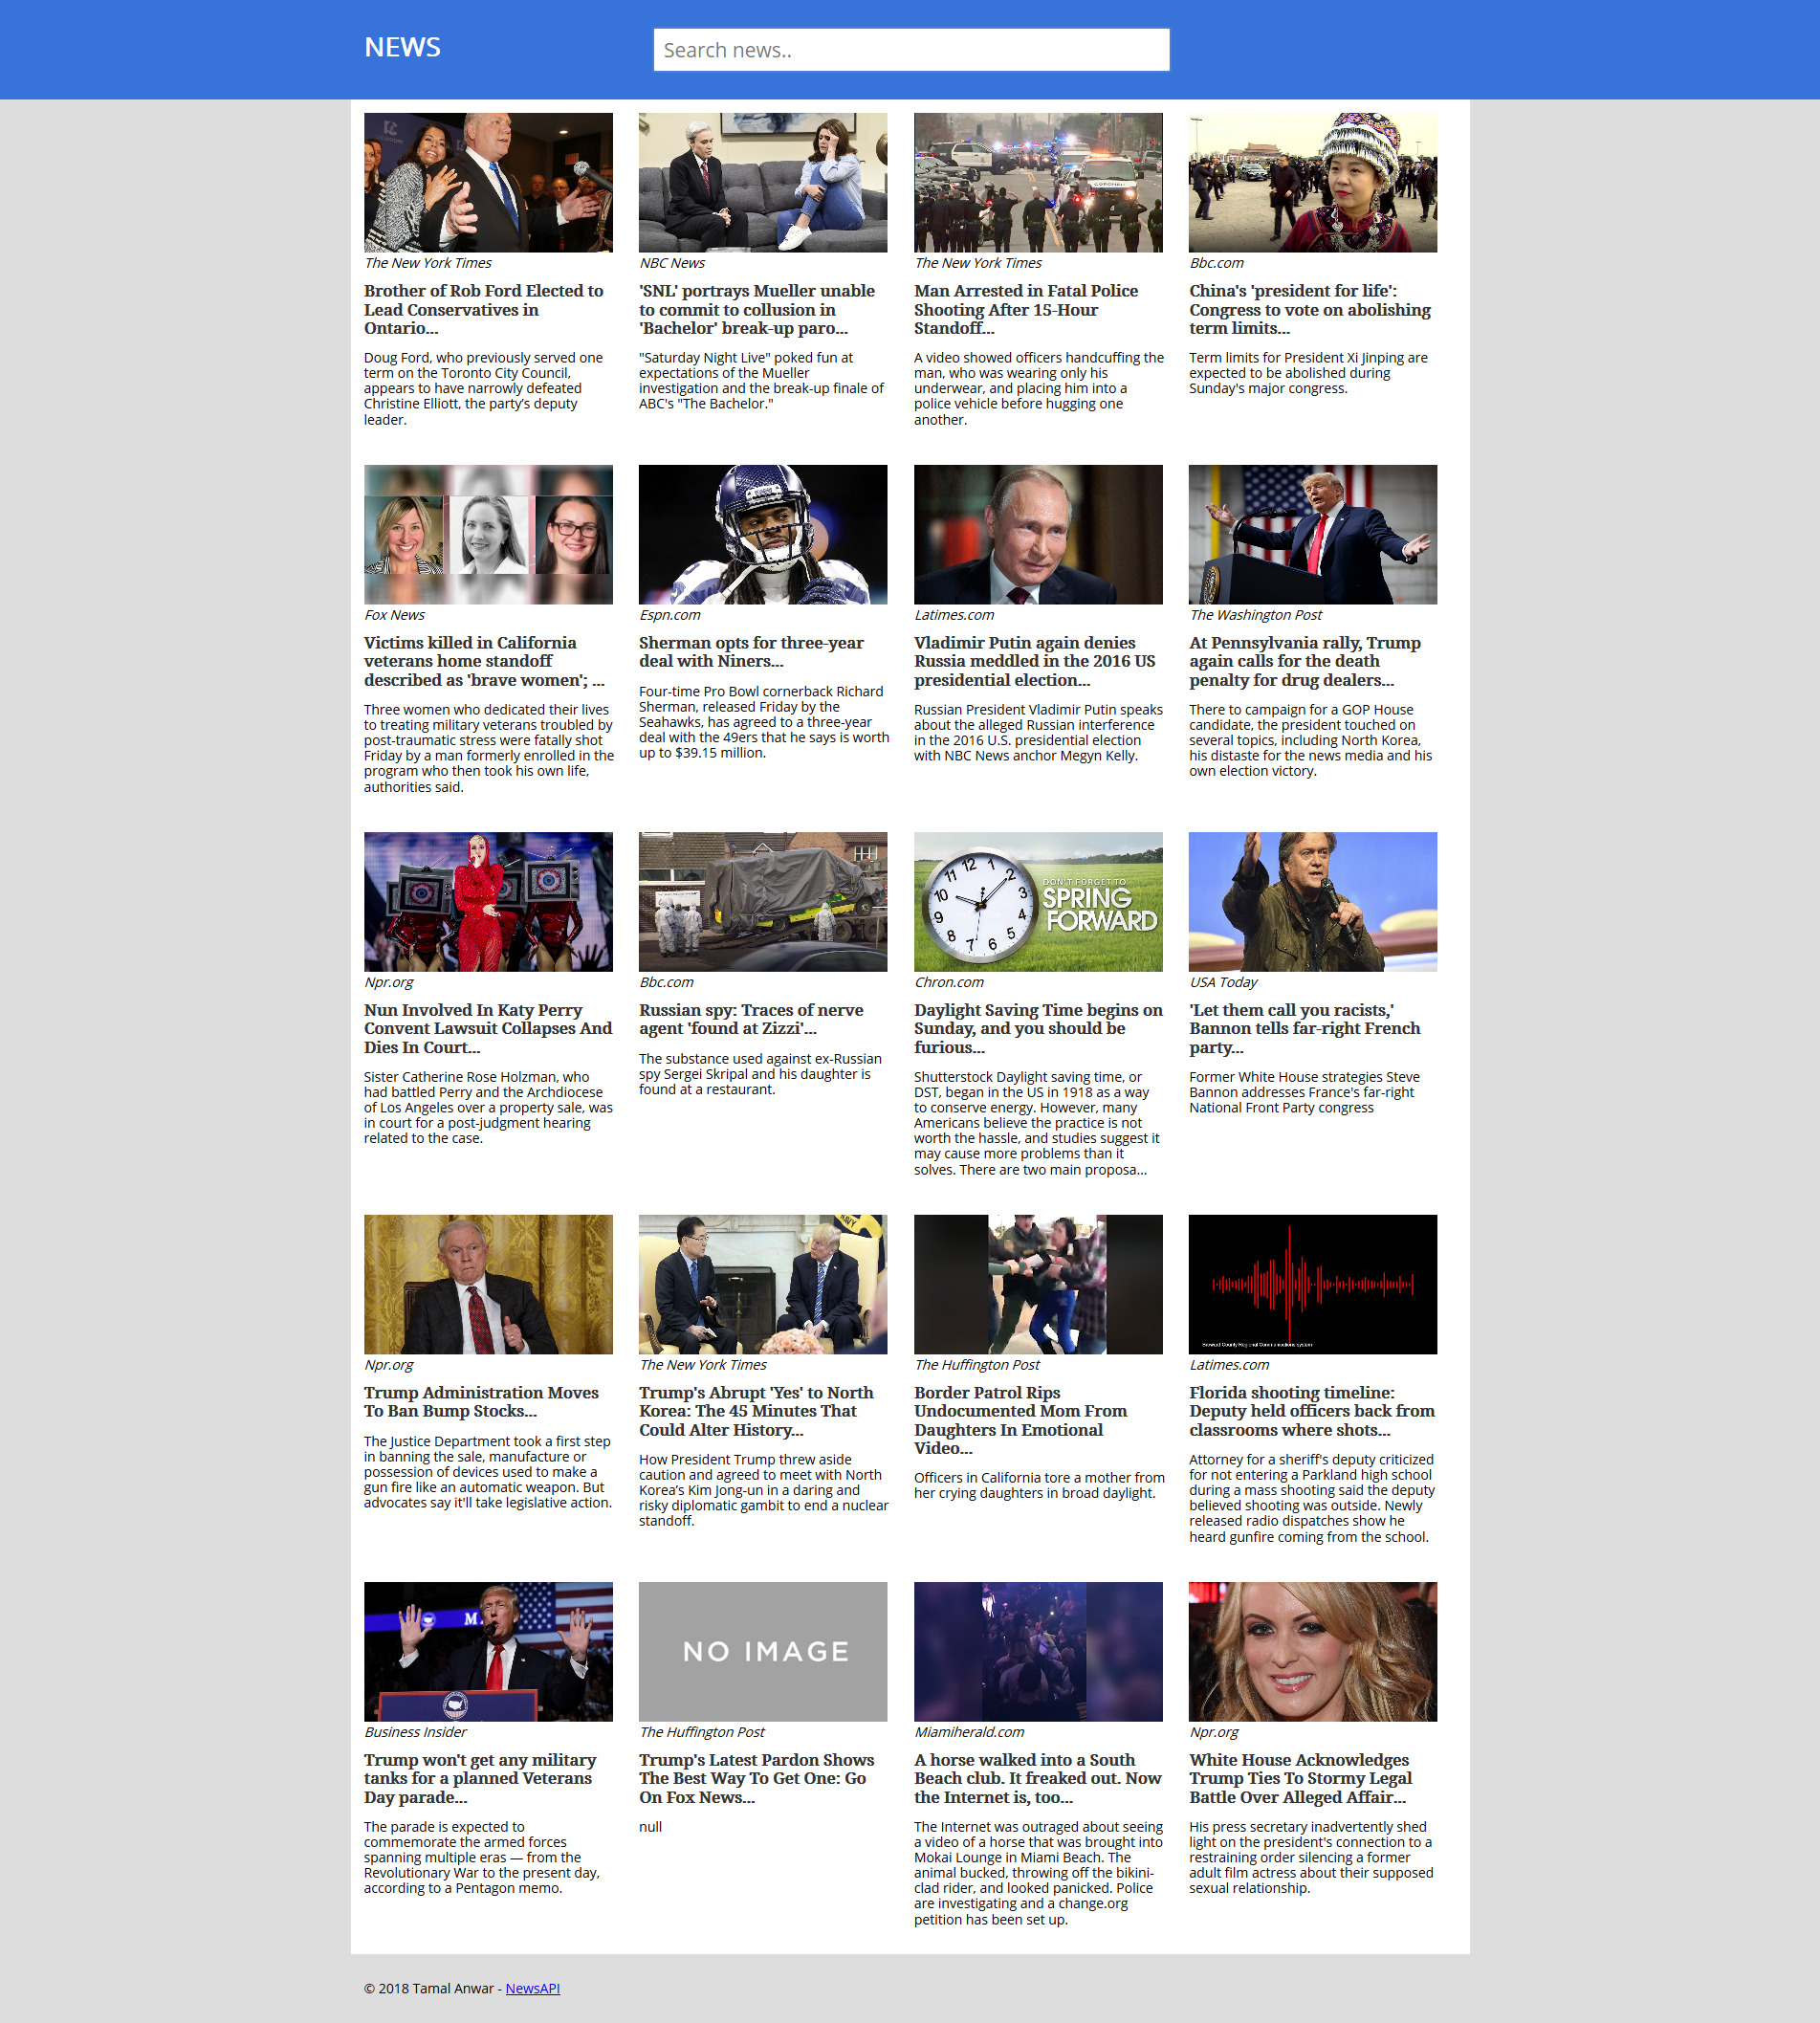 NEWS
Search news..
The New York Times
Brother of Rob Ford Elected to
Lead Conservatives in
Ontario...
Doug Ford, who previously served one
term on the Toronto City Council,
appears to have narrowly defeated
Christine Elliott, the party’s deputy
leader.
NBC News
'SNL' portrays Mueller unable
to commit to collusion in
'Bachelor' break-up paro...
"Saturday Night Live" poked fun at
expectations of the Mueller
investigation and the break-up finale of
ABC's "The Bachelor."
The New York Times
Man Arrested in Fatal Police
Shooting After 15-Hour
Standoff...
A video showed officers handcuffing the
man, who was wearing only his
underwear, and placing him into a
police vehicle before hugging one
another.
Bbc.com
China's 'president for life':
Congress to vote on abolishing
term limits...
Term limits for President Xi Jinping are
expected to be abolished during
Sunday's major congress.
Fox News
Victims killed in California
veterans home standoff
described as 'brave women'; ...
Three women who dedicated their lives
to treating military veterans troubled by
post-traumatic stress were fatally shot
Friday by a man formerly enrolled in the
program who then took his own life,
authorities said.
Espn.com
Sherman opts for three-year
deal with Niners...
Four-time Pro Bowl cornerback Richard
Sherman, released Friday by the
Seahawks, has agreed to a three-year
deal with the 49ers that he says is worth
up to $39.15 million.
Latimes.com
Vladimir Putin again denies
Russia meddled in the 2016 US
presidential election...
Russian President Vladimir Putin speaks
about the alleged Russian interference
in the 2016 U.S. presidential election
with NBC News anchor Megyn Kelly.
The Washington Post
At Pennsylvania rally, Trump
again calls for the death
penalty for drug dealers...
There to campaign for a GOP House
candidate, the president touched on
several topics, including North Korea,
his distaste for the news media and his
own election victory.
Npr.org
Nun Involved In Katy Perry
Convent Lawsuit Collapses And
Dies In Court...
Sister Catherine Rose Holzman, who
had battled Perry and the Archdiocese
of Los Angeles over a property sale, was
in court for a post-judgment hearing
related to the case.
Bbc.com
Russian spy: Traces of nerve
agent 'found at Zizzi'...
The substance used against ex-Russian
spy Sergei Skripal and his daughter is
found at a restaurant.
12 1 2 3 4 5 6 7 8 9 10 11
DON'T FORGET TO
SPRING
FORWARD
Chron.com
Daylight Saving Time begins on
Sunday, and you should be
furious...
Shutterstock Daylight saving time, or
DST, began in the US in 1918 as a way
to conserve energy. However, many
Americans believe the practice is not
worth the hassle, and studies suggest it
may cause more problems than it
solves. There are two main proposa...
USA Today
'Let them call you racists,'
Bannon tells far-right French
party...
Former White House strategies Steve
Bannon addresses France's far-right
National Front Party congress
Npr.org
Trump Administration Moves
To Ban Bump Stocks...
The Justice Department took a first step
in banning the sale, manufacture or
possession of devices used to make a
gun fire like an automatic weapon. But
advocates say it'll take legislative action.
NAVY
The New York Times
Trump's Abrupt 'Yes' to North
Korea: The 45 Minutes That
Could Alter History...
How President Trump threw aside
caution and agreed to meet with North
Korea’s Kim Jong-un in a daring and
risky diplomatic gambit to end a nuclear
standoff.
The Huffington Post
Border Patrol Rips
Undocumented Mom From
Daughters In Emotional
Video...
Officers in California tore a mother from
her crying daughters in broad daylight.
Broward County Regional Communications system
Latimes.com
Florida shooting timeline:
Deputy held officers back from
classrooms where shots...
Attorney for a sheriff's deputy criticized
for not entering a Parkland high school
during a mass shooting said the deputy
believed shooting was outside. Newly
released radio dispatches show he
heard gunfire coming from the school.
Business Insider
Trump won't get any military
tanks for a planned Veterans
Day parade...
The parade is expected to
commemorate the armed forces
spanning multiple eras — from the
Revolutionary War to the present day,
according to a Pentagon memo.
NO IMAGE
The Huffington Post
Trump's Latest Pardon Shows
The Best Way To Get One: Go
On Fox News...
null
Miamiherald.com
A horse walked into a South
Beach club. It freaked out. Now
the Internet is, too...
The Internet was outraged about seeing
a video of a horse that was brought into
Mokai Lounge in Miami Beach. The
animal bucked, throwing off the bikini-
clad rider, and looked panicked. Police
are investigating and a change.org
petition has been set up.
Npr.org
White House Acknowledges
Trump Ties To Stormy Legal
Battle Over Alleged Affair...
His press secretary inadvertently shed
light on the president's connection to a
restraining order silencing a former
adult film actress about their supposed
sexual relationship.
© 2018 Tamal Anwar - NewsAPI